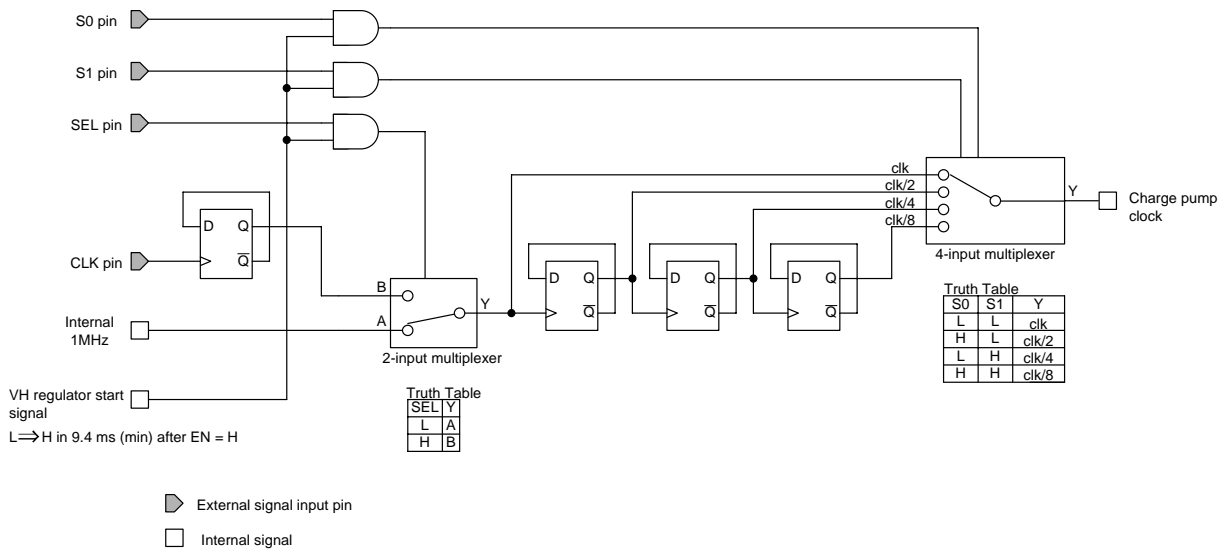 S0 pin
S1 pin
SEL pin
clk
clk/2
clk/4
clk/8
Y
Charge pump
clock
4-input multiplexer
D Q
Q
CLK pin
B
A
Y
2-input multiplexer
D Q
Q
D Q
Q
D Q
Q
Internal
1MHz
Truth Table
S0 S1 Y
L L clk
H L clk/2
L H clk/4
H H clk/8
VH regulator start
signal
L⇒H in 9.4 ms (min) after EN = H
Truth Table
SEL Y
L A
H B
External signal input pin
Internal signal